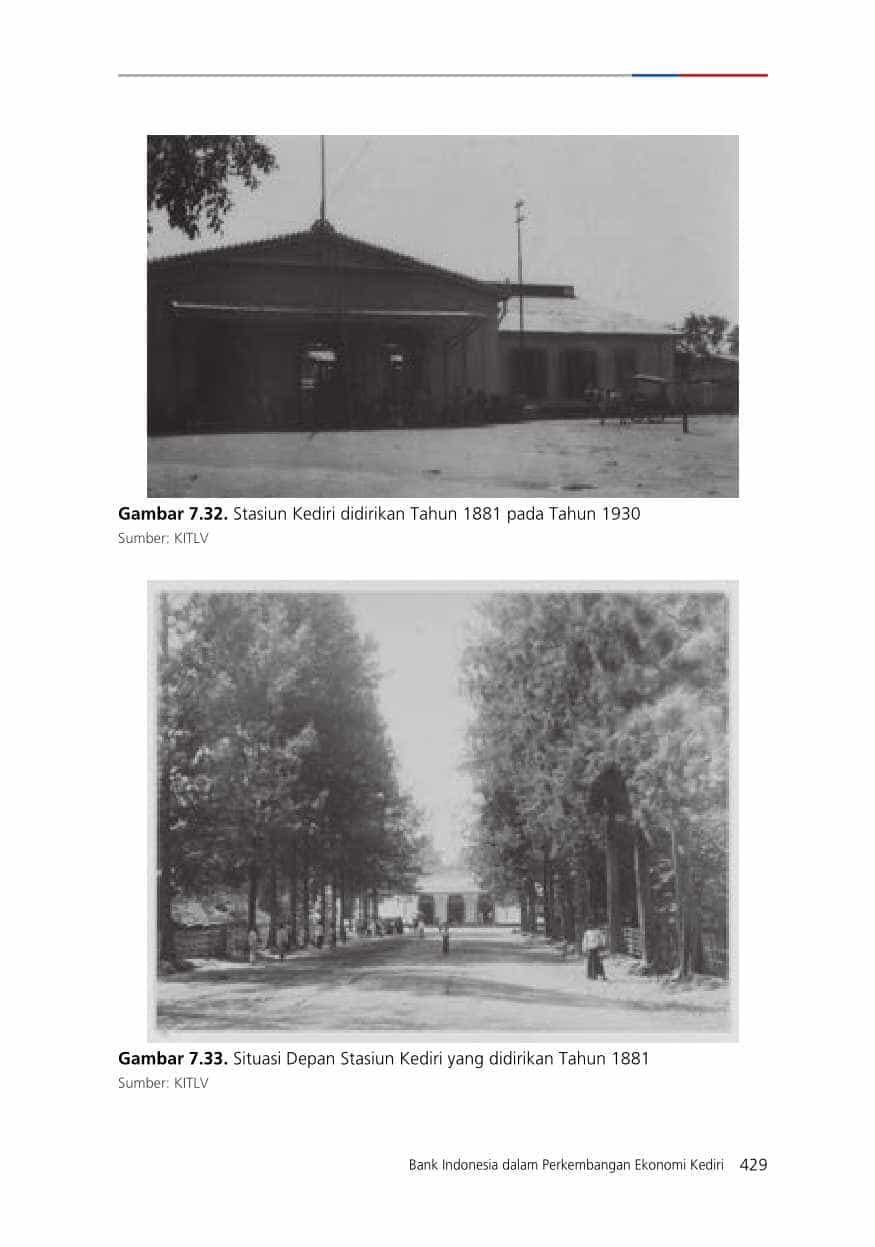 Gambar 7.32. Stasiun Kediri didirikan Tahun 1881 pada Tahun 1930
Sumber: KITLV
Gambar 7.33. Situasi Depan Stasiun Kediri yang didirikan Tahun 1881
Sumber: KITLV
Bank Indonesia dalam Perkembangan Ekonomi Kediri 429